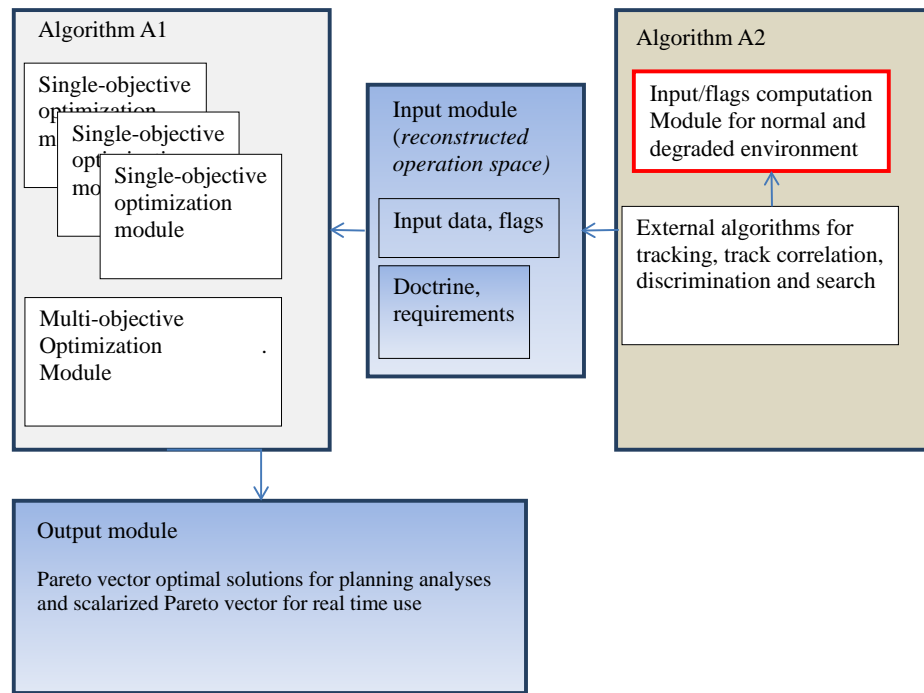 Algorithm A1
Single-objective
optimization
Single-objective
Single-objective
optimization
module
Multi-objective
Optimization .
Module
Input module
(reconstructed
operation space)
Input data, flags
Doctrine,
requirements
Algorithm A2
Input/flags computation
Module for normal and
degraded environment
External algorithms for
tracking, track correlation,
discrimination and search
Output module
Pareto vector optimal solutions for planning analyses
and scalarized Pareto vector for real time use